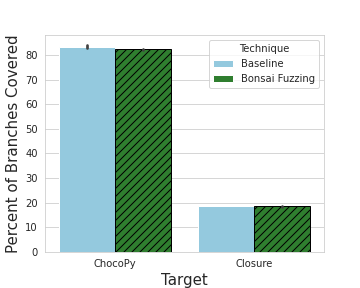 Percent of Branches Covered
80
70
60
50
40
30
20
10
0
Technique
Baseline
Bonsai Fuzzing
ChocoPy
Closure
Target